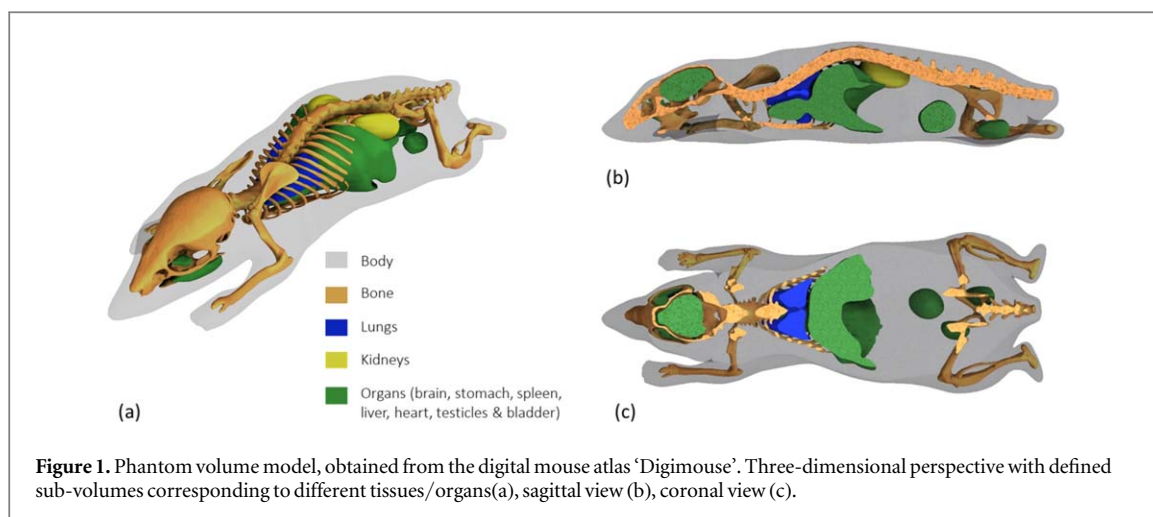 Body
Bone
Lungs
Kidneys
Organs (brain, stomach, spleen,
liver, heart, testicles & bladder)
(a)
(b)
(c)
Figure 1. Phantom volume model, obtained from the digital mouse atlas ‘Digimouse’. Three-dimensional perspective with defined
sub-volumes corresponding to different tissues/organs(a), sagittal view (b), coronal view (c).